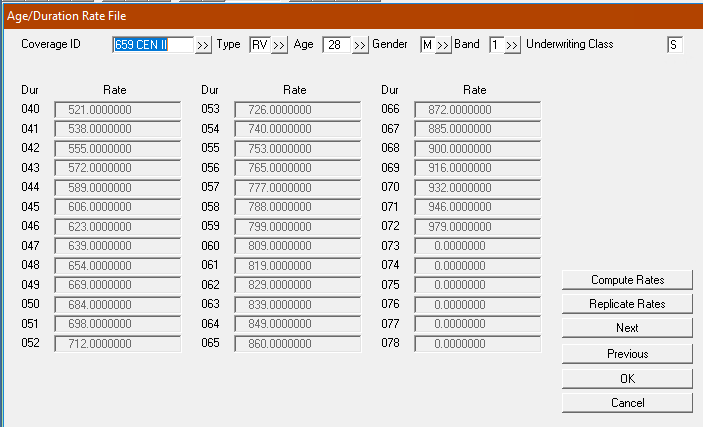 Age/Duration Rate File
Coverage ID 659 CEN II >> Type RV >> Age 28 >> Gender M >> Band 1 >> Underwriting Class S
Dur Rate Dur Rate Dur Rate
040 521.0000000 053 726.0000000 066 872.0000000
041 538.0000000 054 740.0000000 067 885.0000000
042 555.0000000 055 753.0000000 068 900.0000000
043 572.0000000 056 765.0000000 069 916.0000000
044 589.0000000 057 777.0000000 070 932.0000000
045 606.0000000 058 788.0000000 071 946.0000000
046 623.0000000 059 799.0000000 072 979.0000000
047 639.0000000 060 809.0000000 073 0.0000000
048 654.0000000 061 819.0000000 074 0.0000000
049 669.0000000 062 829.0000000 075 0.0000000
050 684.0000000 063 839.0000000 076 0.0000000
051 698.0000000 064 849.0000000 077 0.0000000
052 712.0000000 065 860.0000000 078 0.0000000
Compute Rates
Replicate Rates
Next
Previous
OK
Cancel